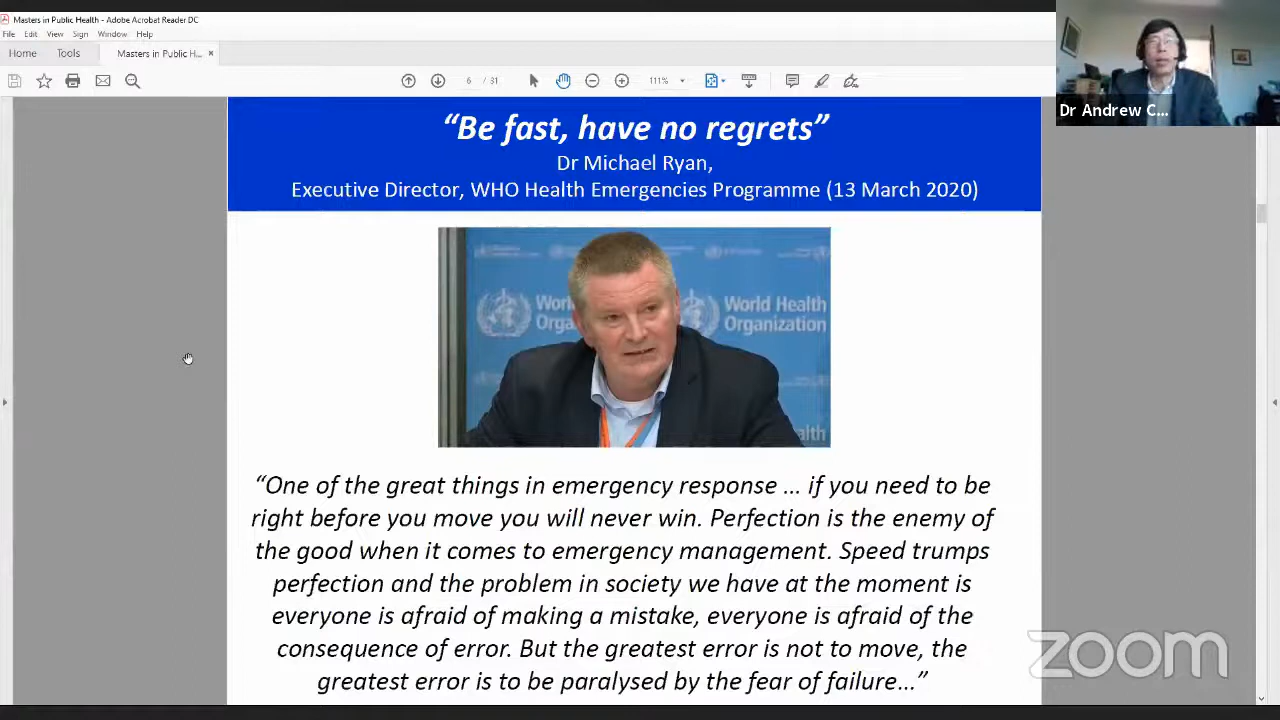 Masters in Public Health - Adobe Acrobat Reader DC
File Edit View Sign Window Help
Home Tools Masters in Public H... ×
6 / 31 111%
Dr Andrew C...
“Be fast, have no regrets”
Dr Michael Ryan,
Executive Director, WHO Health Emergencies Programme (13 March 2020)
World Health
Organization
“One of the great things in emergency response ... if you need to be
right before you move you will never win. Perfection is the enemy of
the good when it comes to emergency management. Speed trumps
perfection and the problem in society we have at the moment is
everyone is afraid of making a mistake, everyone is afraid of the
consequence of error. But the greatest error is not to move, the
greatest error is to be paralysed by the fear of failure...”
zoom